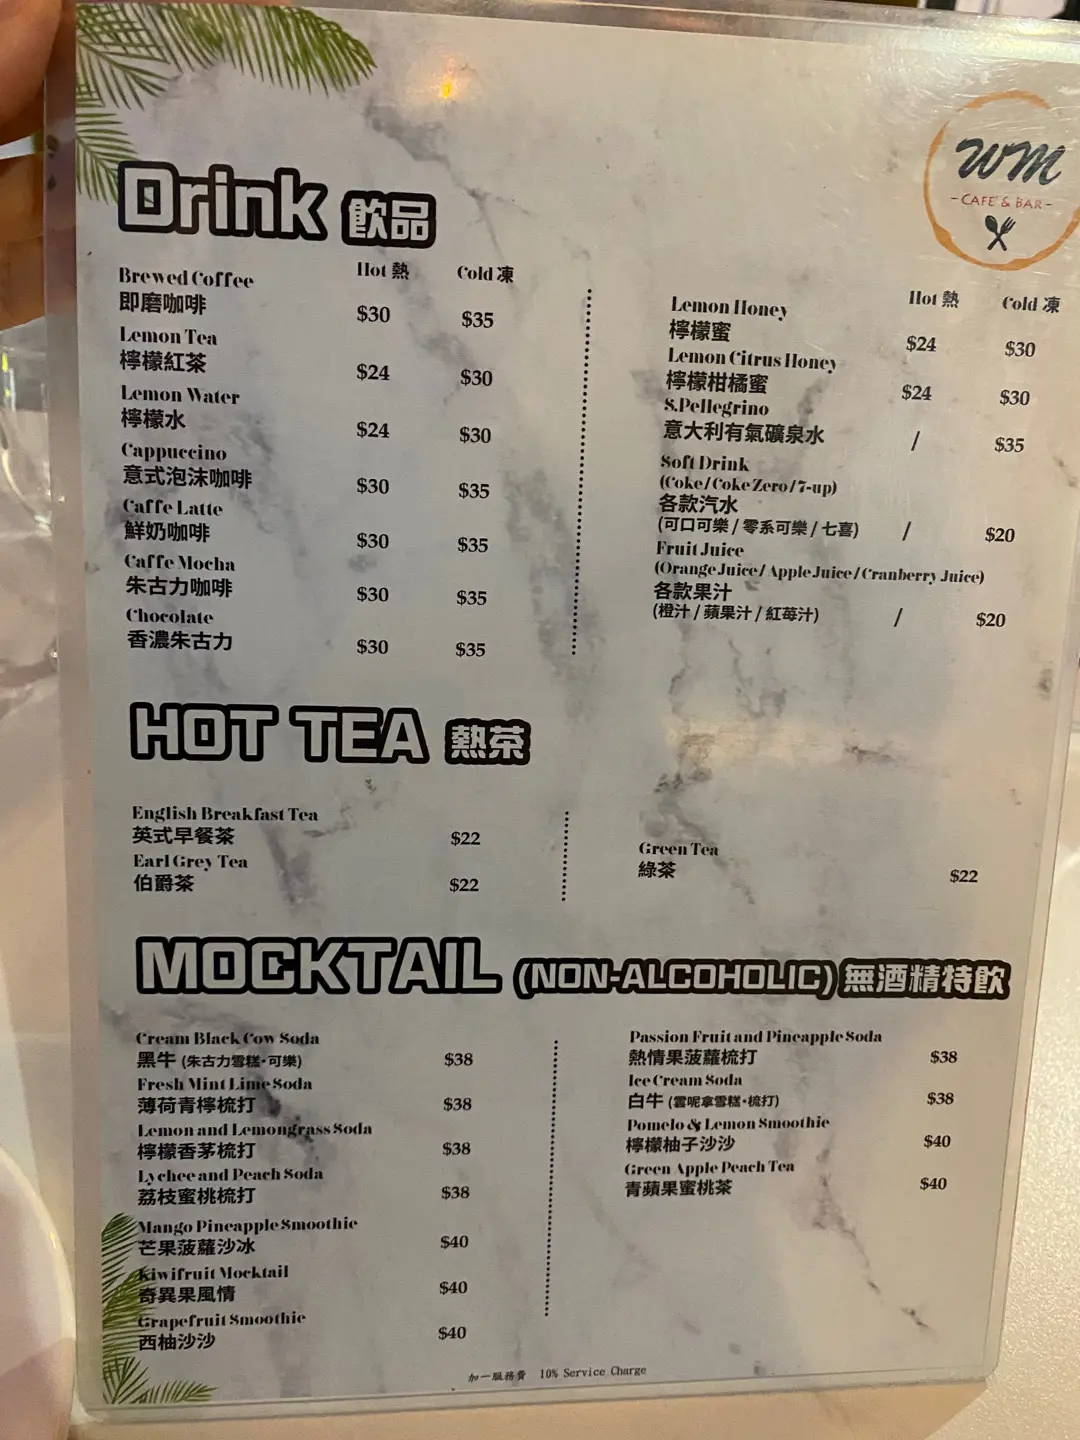 WM
-CAFE' & BAR-
Drink 飲品
Hot 熱 Cold 凍
Brewed Coffee
即磨咖啡 $30 $35
Lemon Tea
檸檬紅茶 $24 $30
Lemon Water
檸檬水 $24 $30
Cappuccino
意式泡沫咖啡 $30 $35
Caffe Latte
鮮奶咖啡 $30 $35
Caffe Mocha
朱古力咖啡 $30 $35
Chocolate
香濃朱古力 $30 $35
Hot 熱 Cold 凍
Lemon Honey
檸檬蜜 $24 $30
Lemon Citrus Honey
檸檬柑橘蜜 $24 $30
S.Pellegrino
意大利有氣礦泉水 / $35
Soft Drink
(Coke/Coke Zero/7-up)
各款汽水
(可口可樂 / 零系可樂 / 七喜) / $20
Fruit Juice
(Orange Juice/Apple Juice/Cranberry Juice)
各款果汁
(橙汁 / 蘋果汁 / 紅莓汁) / $20
HOT TEA 熱茶
English Breakfast Tea
英式早餐茶 $22
Earl Grey Tea
伯爵茶 $22
Green Tea
綠茶 $22
MOCKTAIL (NON-ALCOHOLIC) 無酒精特飲
Cream Black Cow Soda
黑牛 (朱古力雪糕·可樂) $38
Fresh Mint Lime Soda
薄荷青檸梳打 $38
Lemon and Lemongrass Soda
檸檬香茅梳打 $38
Lychee and Peach Soda
荔枝蜜桃梳打 $38
Mango Pineapple Smoothie
芒果菠蘿沙冰 $40
Kiwifruit Mocktail
奇異果風情 $40
Grapefruit Smoothie
西柚沙沙 $40
Passion Fruit and Pineapple Soda
熱情果菠蘿梳打 $38
Ice Cream Soda
白牛 (雲呢拿雪糕·梳打) $38
Pomelo & Lemon Smoothie
檸檬柚子沙沙 $40
Green Apple Peach Tea
青蘋果蜜桃茶 $40
加一服務費 10% Service Charge